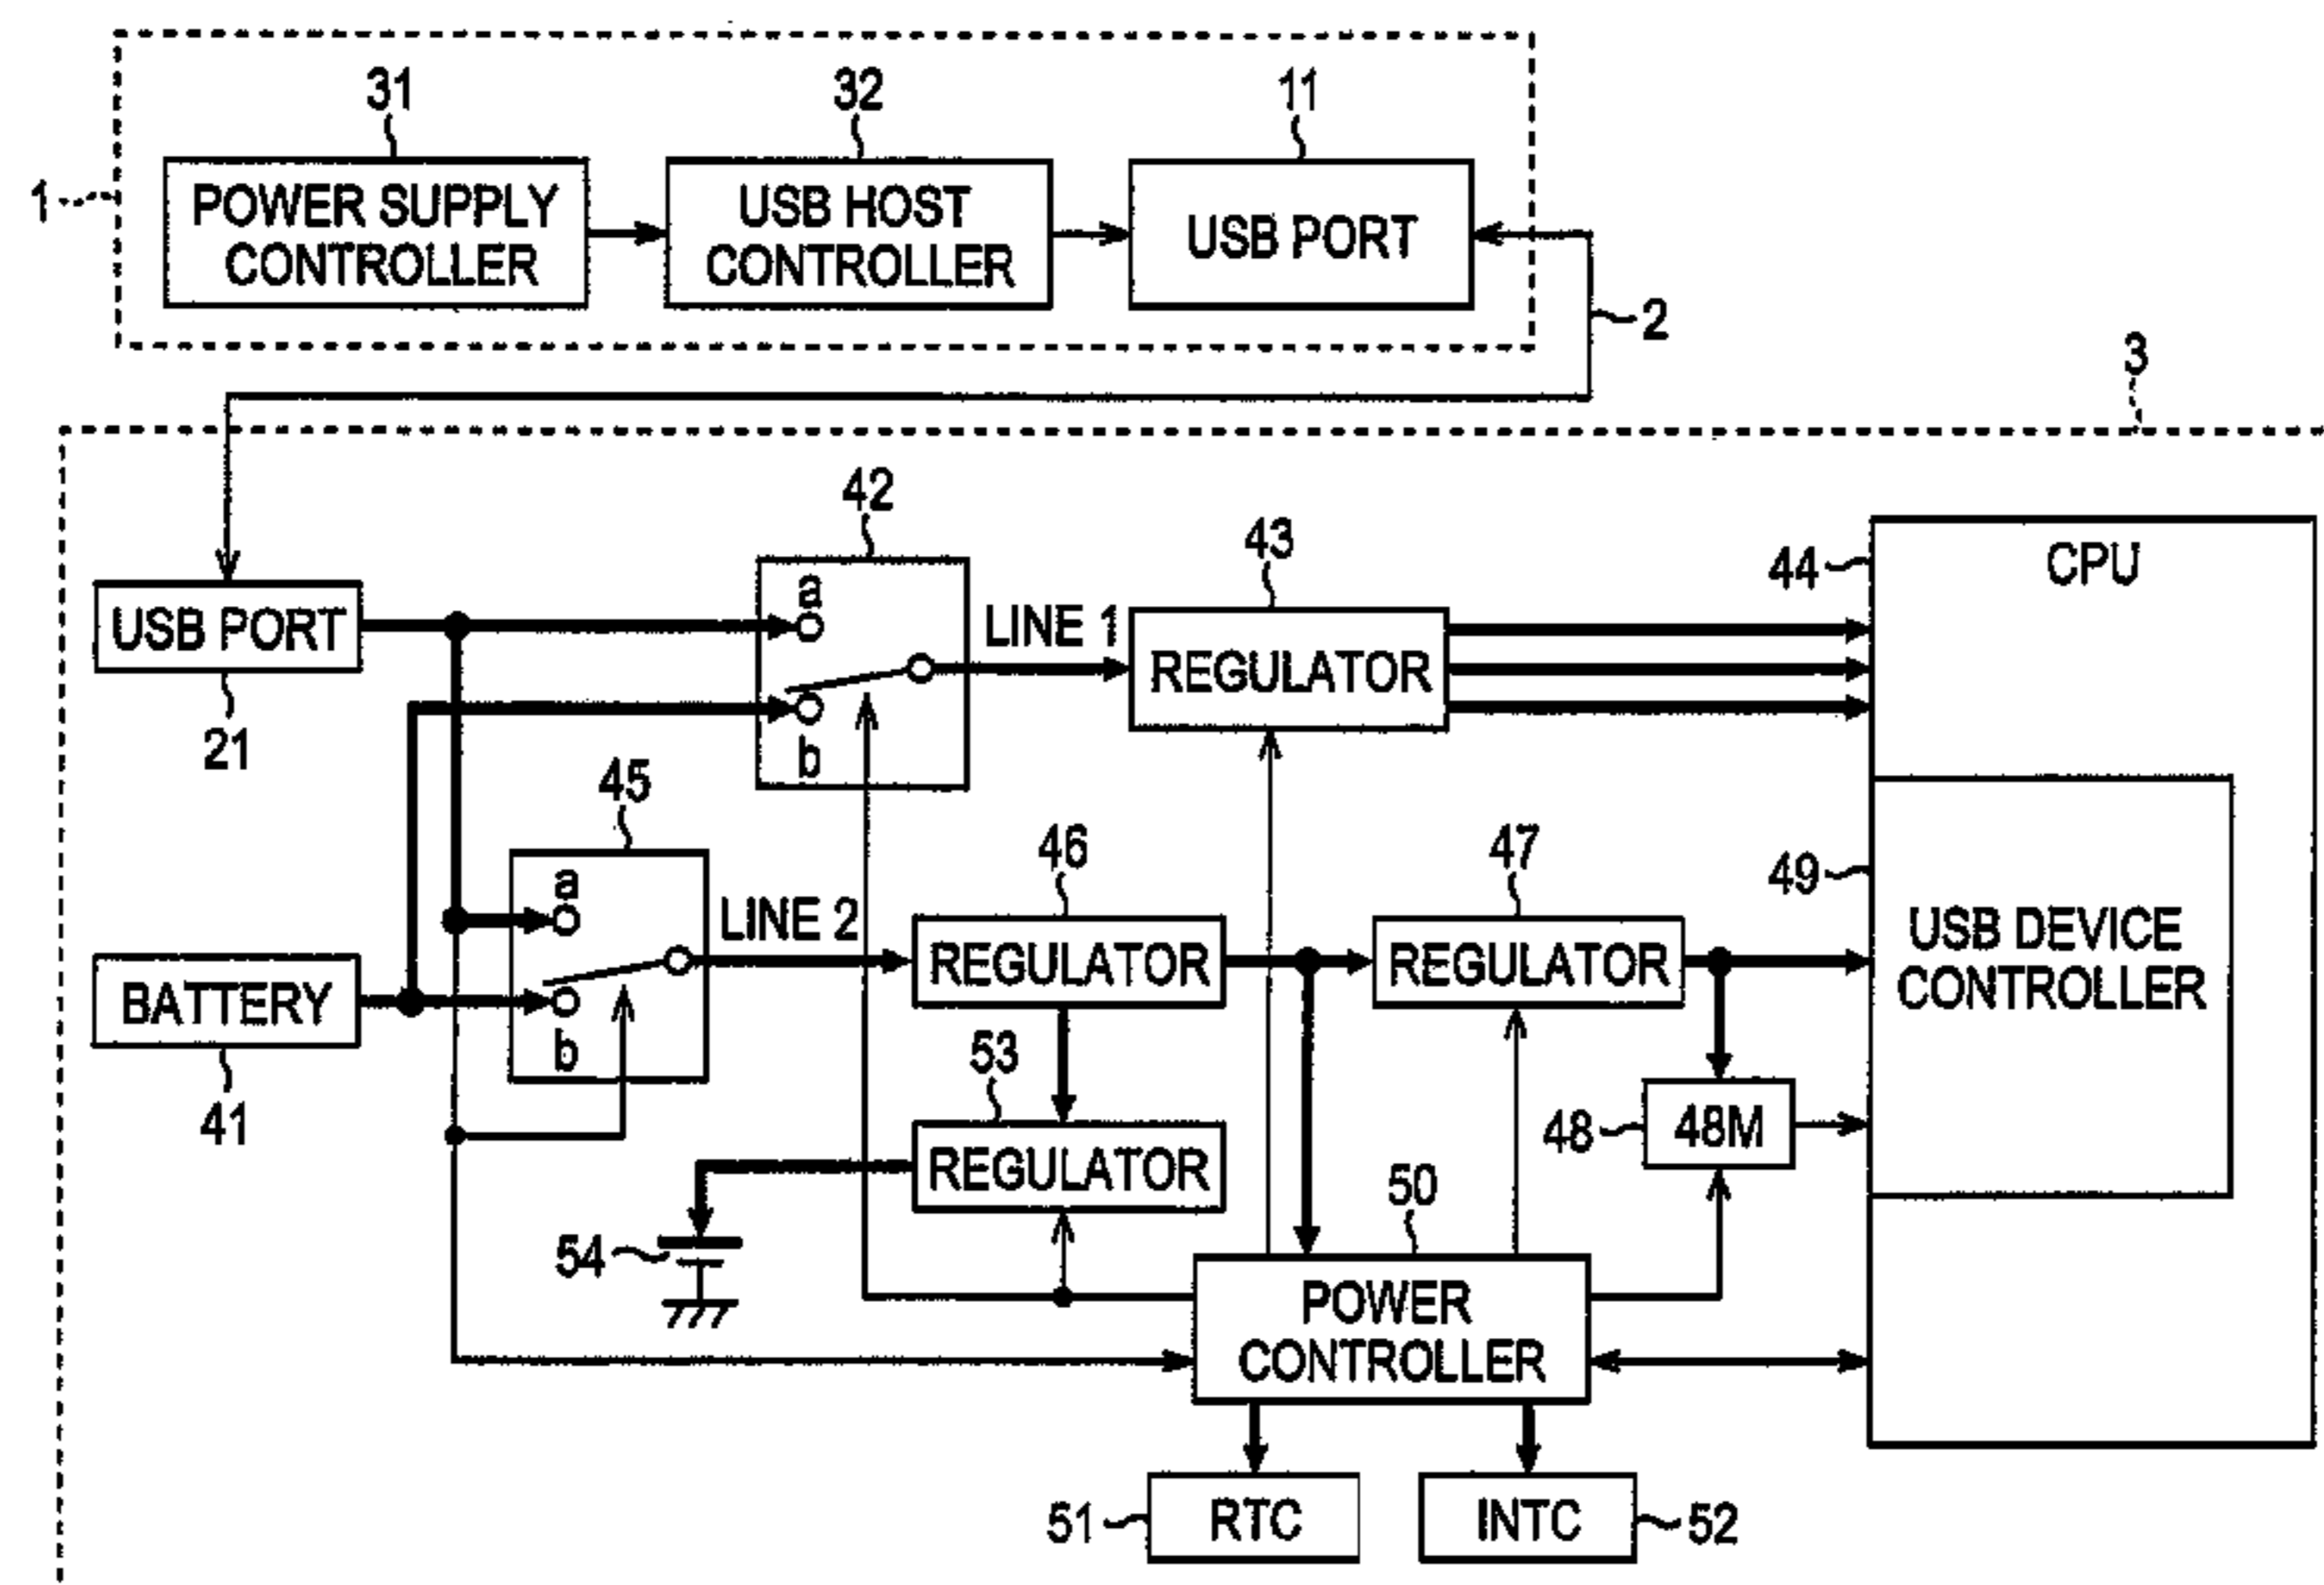 31
32
11
1
POWER SUPPLY
CONTROLLER
USB HOST
CONTROLLER
USB PORT
2
3
42
43
44
CPU
a
LINE 1
USB PORT
REGULATOR
21
b
45
46
47
49
a
LINE 2
REGULATOR
REGULATOR
USB DEVICE
CONTROLLER
BATTERY
b
53
41
48
48M
REGULATOR
50
54
POWER
CONTROLLER
51
RTC
INTC
52